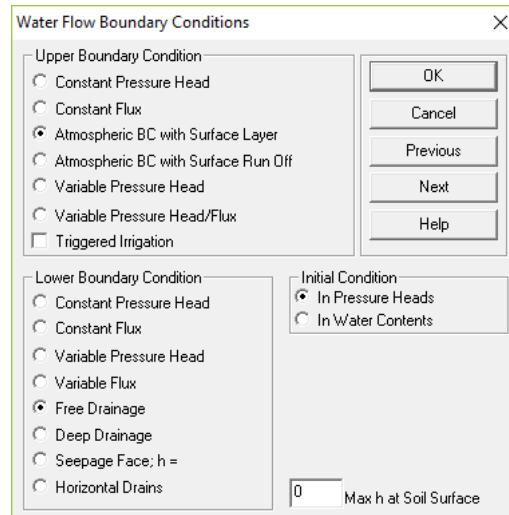 Water Flow Boundary Conditions
Upper Boundary Condition
Constant Pressure Head
Constant Flux
Atmospheric BC with Surface Layer
Atmospheric BC with Surface Run Off
Variable Pressure Head
Variable Pressure Head/Flux
Triggered Irrigation
OK
Cancel
Previous
Next
Help
Lower Boundary Condition
Constant Pressure Head
Constant Flux
Variable Pressure Head
Variable Flux
Free Drainage
Deep Drainage
Seepage Face; h =
Horizontal Drains
Initial Condition
In Pressure Heads
In Water Contents
0 Max h at Soil Surface